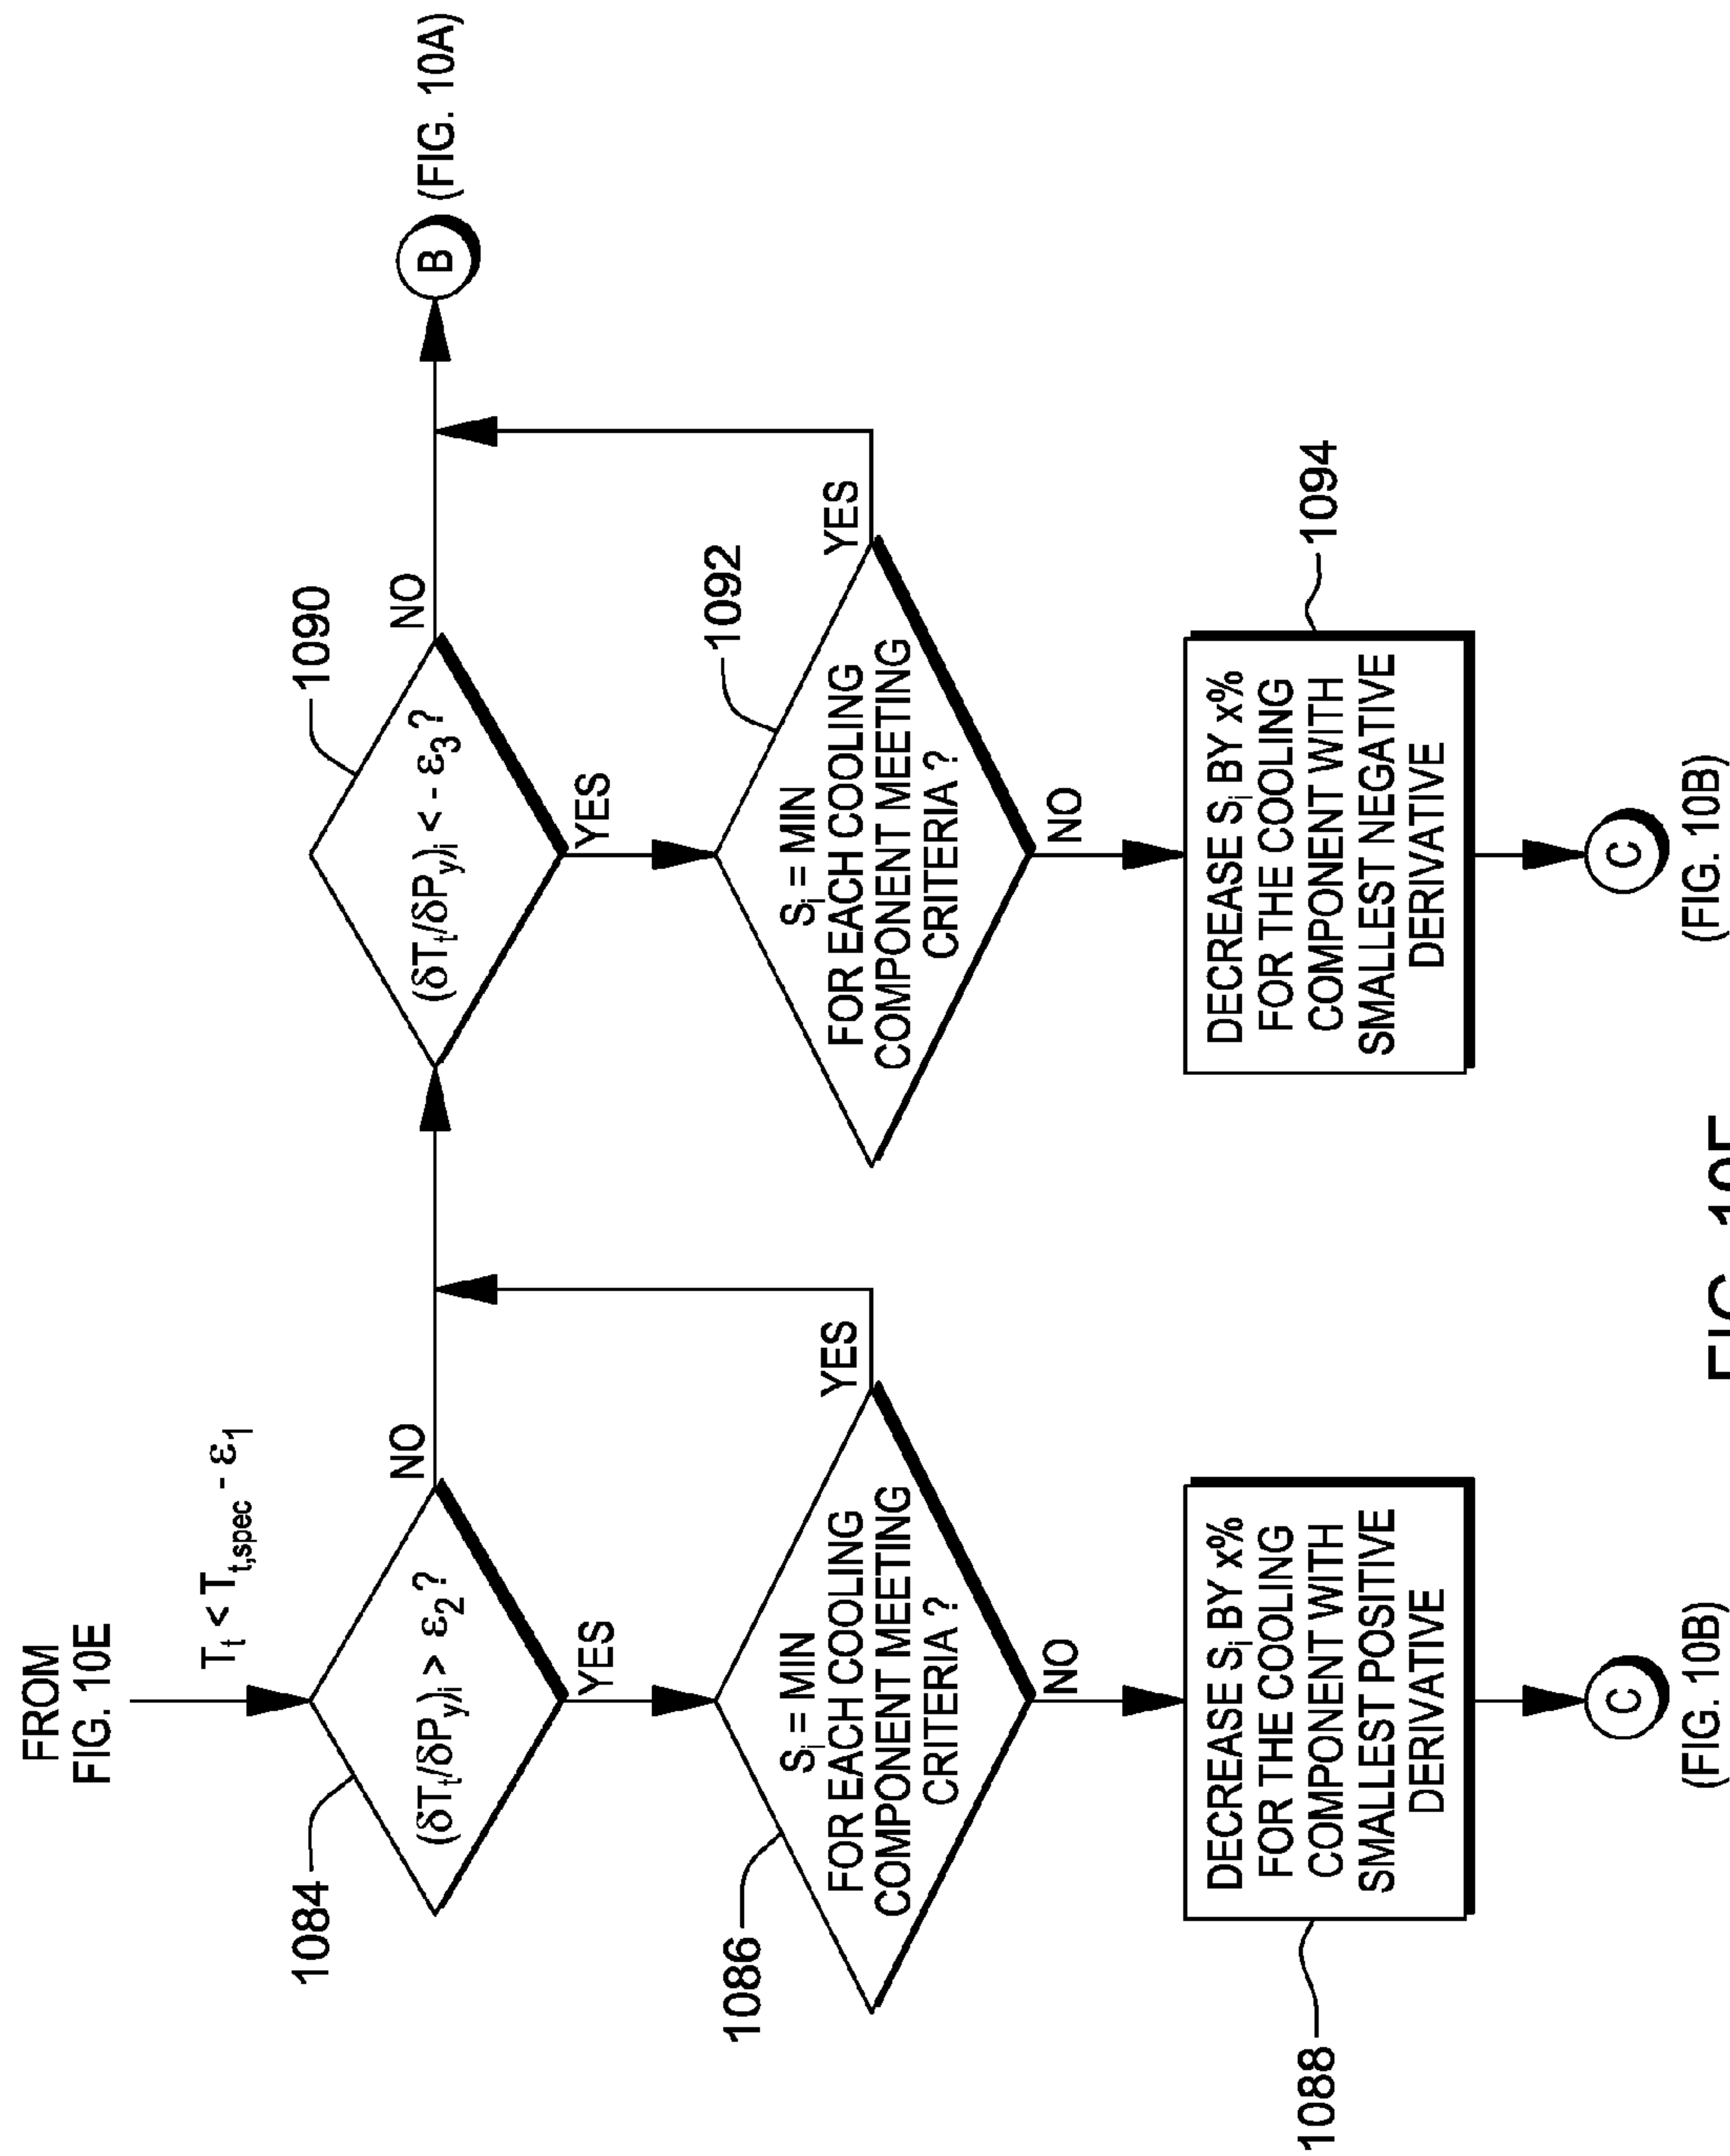 FROM
FIG. 10E
T_t < T_t,spec - ε_1
1084
(δT_t/δP_y)_i > ε_2 ?
NO
YES
1086
S_i = MIN
FOR EACH COOLING
COMPONENT MEETING
CRITERIA ?
YES
NO
1088
DECREASE S_i BY x%
FOR THE COOLING
COMPONENT WITH
SMALLEST POSITIVE
DERIVATIVE
C
(FIG. 10B)
1090
(δT_t/δP_y)_i < - ε_3 ?
NO
B (FIG. 10A)
YES
1092
S_i = MIN
FOR EACH COOLING
COMPONENT MEETING
CRITERIA ?
YES
NO
1094
DECREASE S_i BY x%
FOR THE COOLING
COMPONENT WITH
SMALLEST NEGATIVE
DERIVATIVE
C
(FIG. 10B)